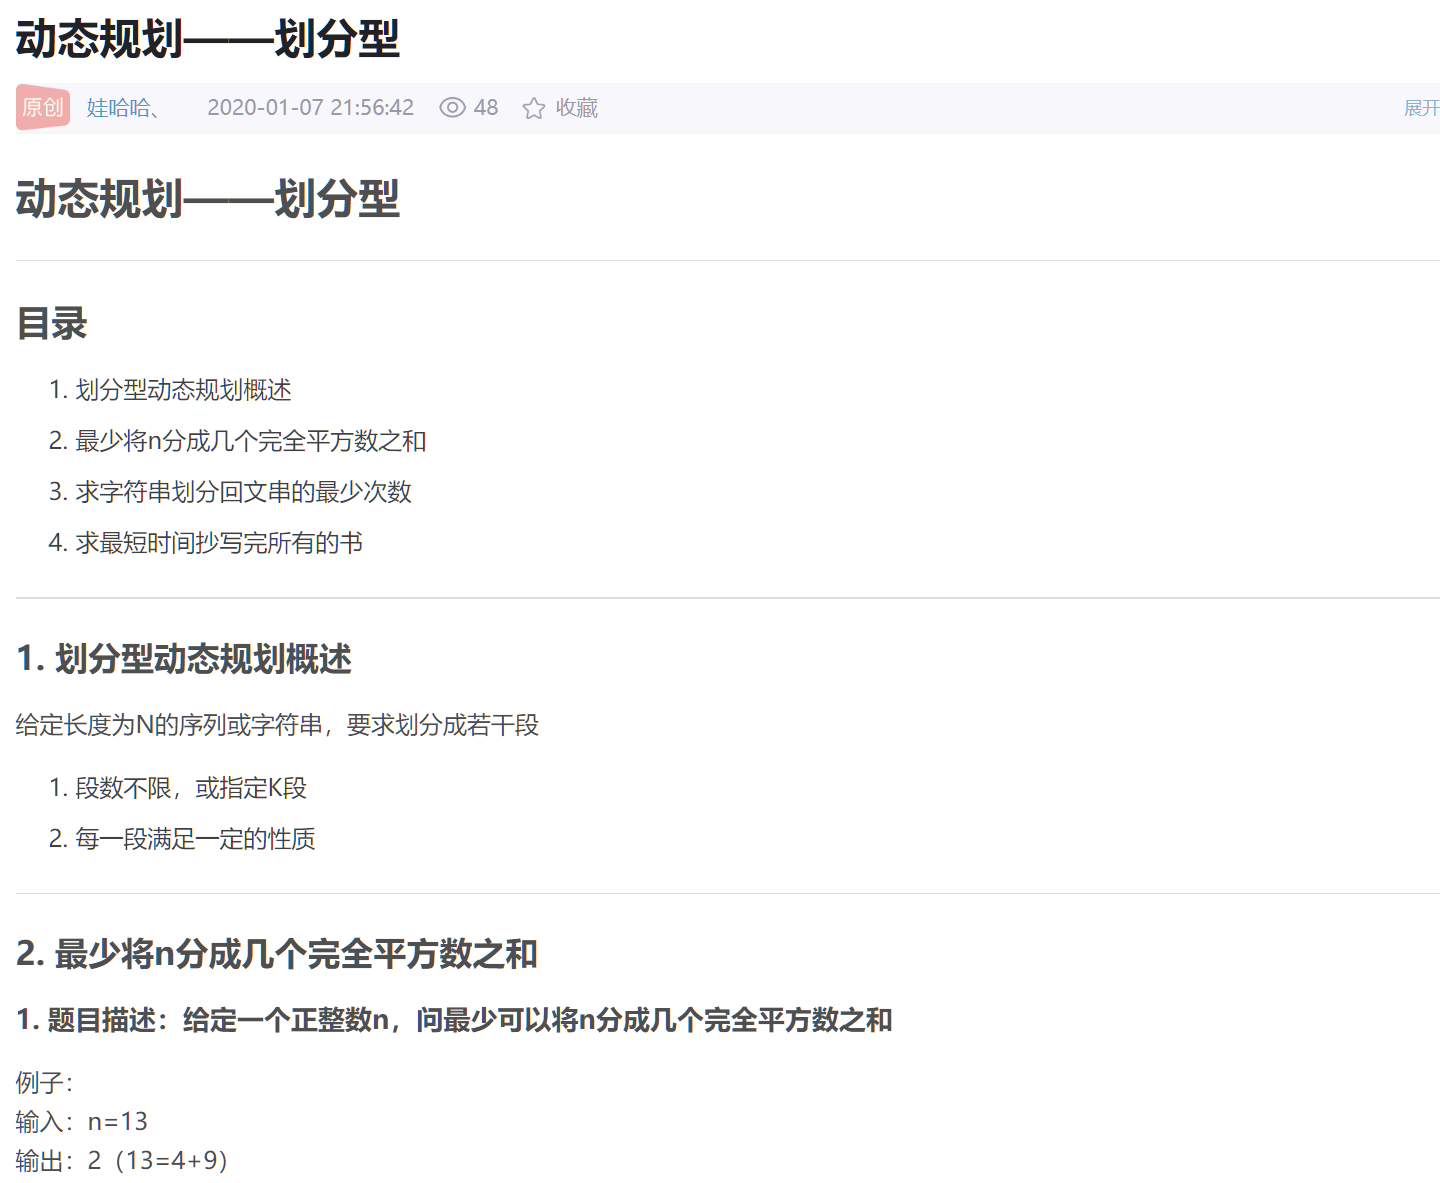 动态规划——划分型
原创 娃哈哈、 2020-01-07 21:56:42 48 收藏 展开
动态规划——划分型
目录
1. 划分型动态规划概述
2. 最少将n分成几个完全平方数之和
3. 求字符串划分回文串的最少次数
4. 求最短时间抄写完所有的书
1. 划分型动态规划概述
给定长度为N的序列或字符串，要求划分成若干段
1. 段数不限，或指定K段
2. 每一段满足一定的性质
2. 最少将n分成几个完全平方数之和
1. 题目描述：给定一个正整数n，问最少可以将n分成几个完全平方数之和
例子：
输入：n=13
输出：2（13=4+9）